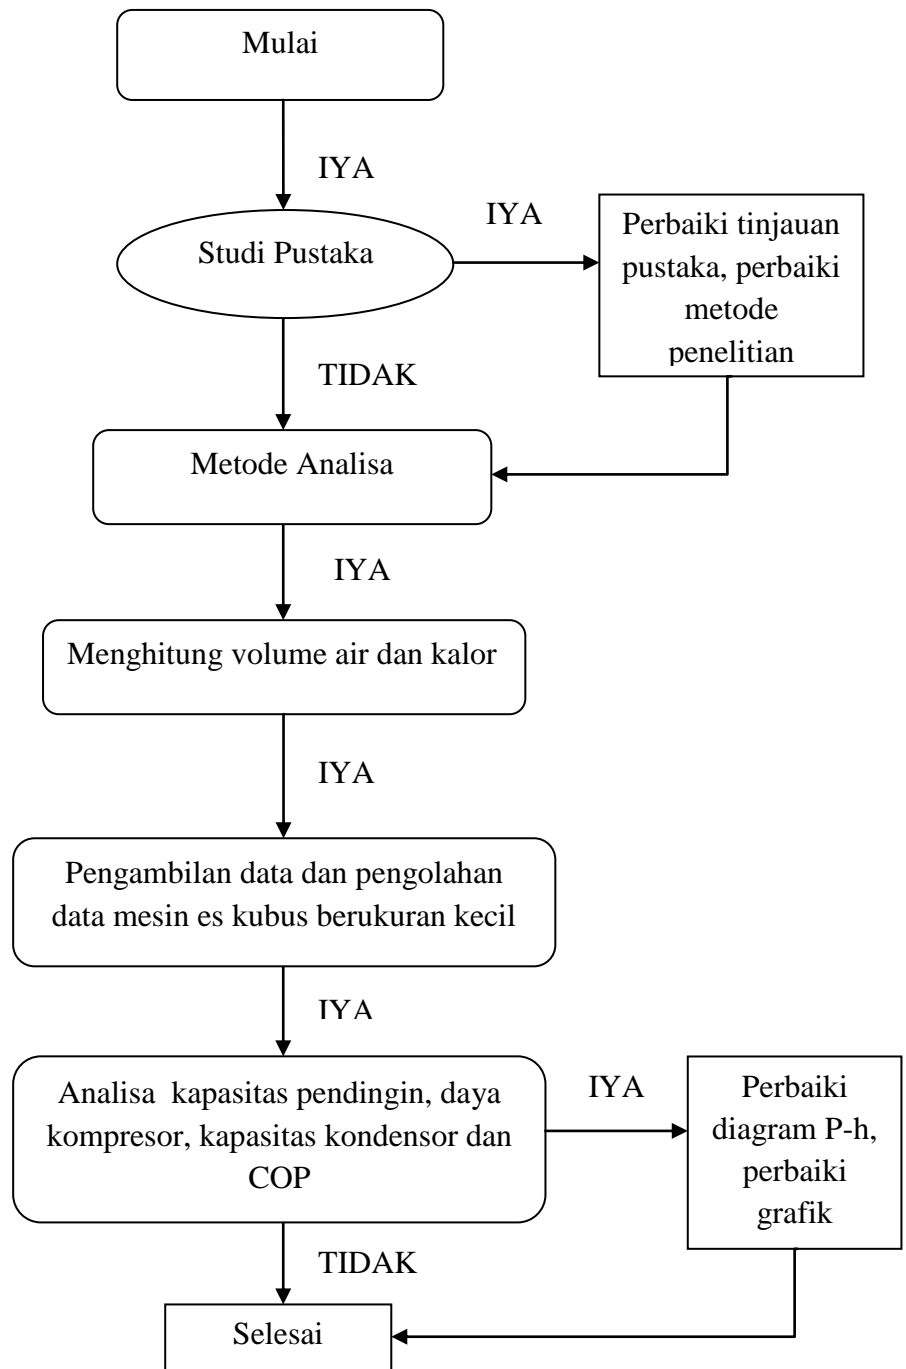 Mulai
IYA
Studi Pustaka
IYA
Perbaiki tinjauan
pustaka, perbaiki
metode
penelitian
TIDAK
Metode Analisa
IYA
Menghitung volume air dan kalor
IYA
Pengambilan data dan pengolahan
data mesin es kubus berukuran kecil
IYA
Analisa kapasitas pendingin, daya
kompresor, kapasitas kondensor dan
COP
IYA
Perbaiki
diagram P-h,
perbaiki
grafik
TIDAK
Selesai